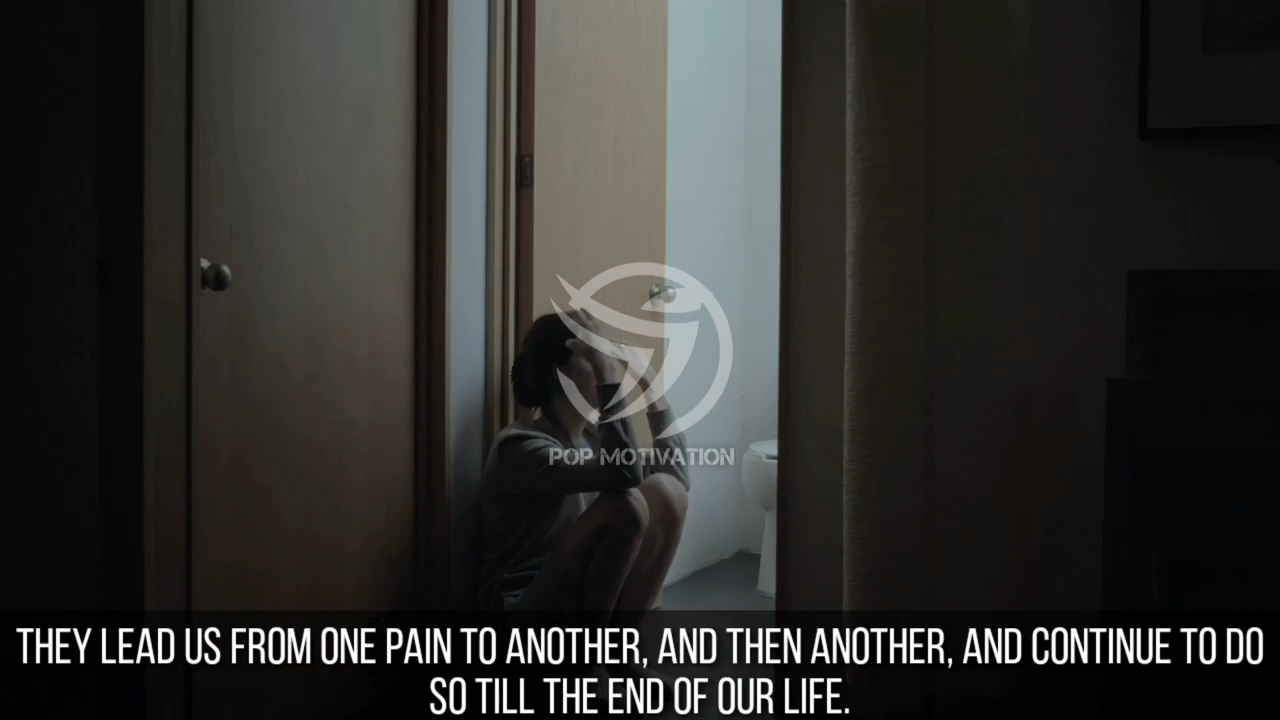 POP MOTIVATION
THEY LEAD US FROM ONE PAIN TO ANOTHER, AND THEN ANOTHER, AND CONTINUE TO DO
SO TILL THE END OF OUR LIFE.